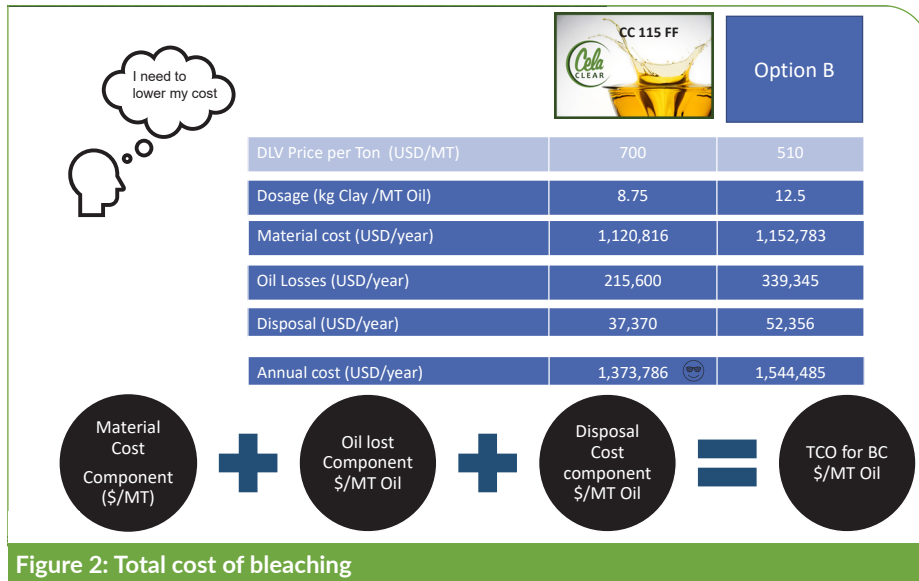 CC 115 FF
Cela
CLEAR
Option B
I need to
lower my cost
DLV Price per Ton (USD/MT) 700 510
Dosage (kg Clay /MT Oil) 8.75 12.5
Material cost (USD/year) 1,120,816 1,152,783
Oil Losses (USD/year) 215,600 339,345
Disposal (USD/year) 37,370 52,356
Annual cost (USD/year) 1,373,786 1,544,485
Material
Cost
Component
($/MT)
Oil lost
Component
$/MT Oil
Disposal
Cost
component
$/MT Oil
TCO for BC
$/MT Oil
Figure 2: Total cost of bleaching